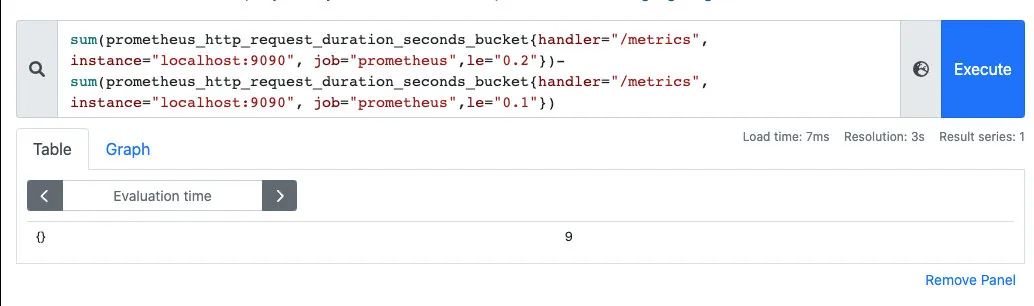 sum(prometheus_http_request_duration_seconds_bucket{handler="/metrics",
instance="localhost:9090", job="prometheus",le="0.2"})-
sum(prometheus_http_request_duration_seconds_bucket{handler="/metrics",
instance="localhost:9090", job="prometheus",le="0.1"})
Execute
Load time: 7ms Resolution: 3s Result series: 1
Table Graph
Evaluation time
{} 9
Remove Panel